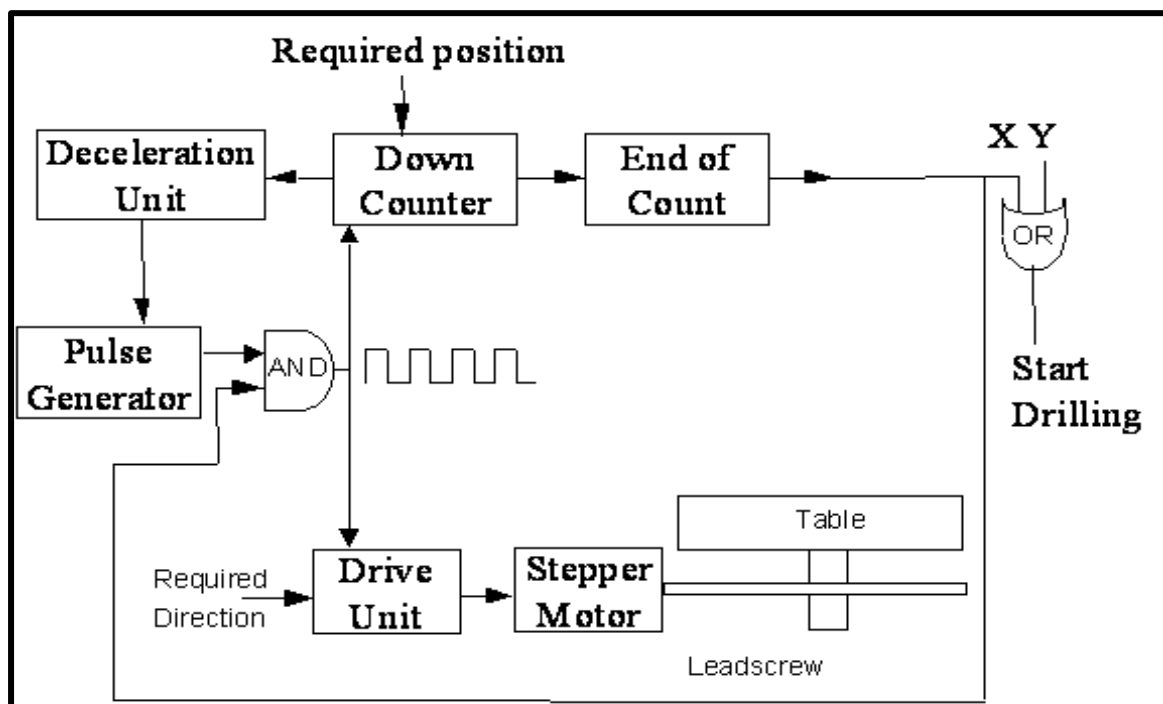 Required position
Deceleration
Unit
Down
Counter
End of
Count
X Y
OR
Pulse
Generator
AND
Start
Drilling
Required
Direction
Drive
Unit
Stepper
Motor
Table
Leadscrew